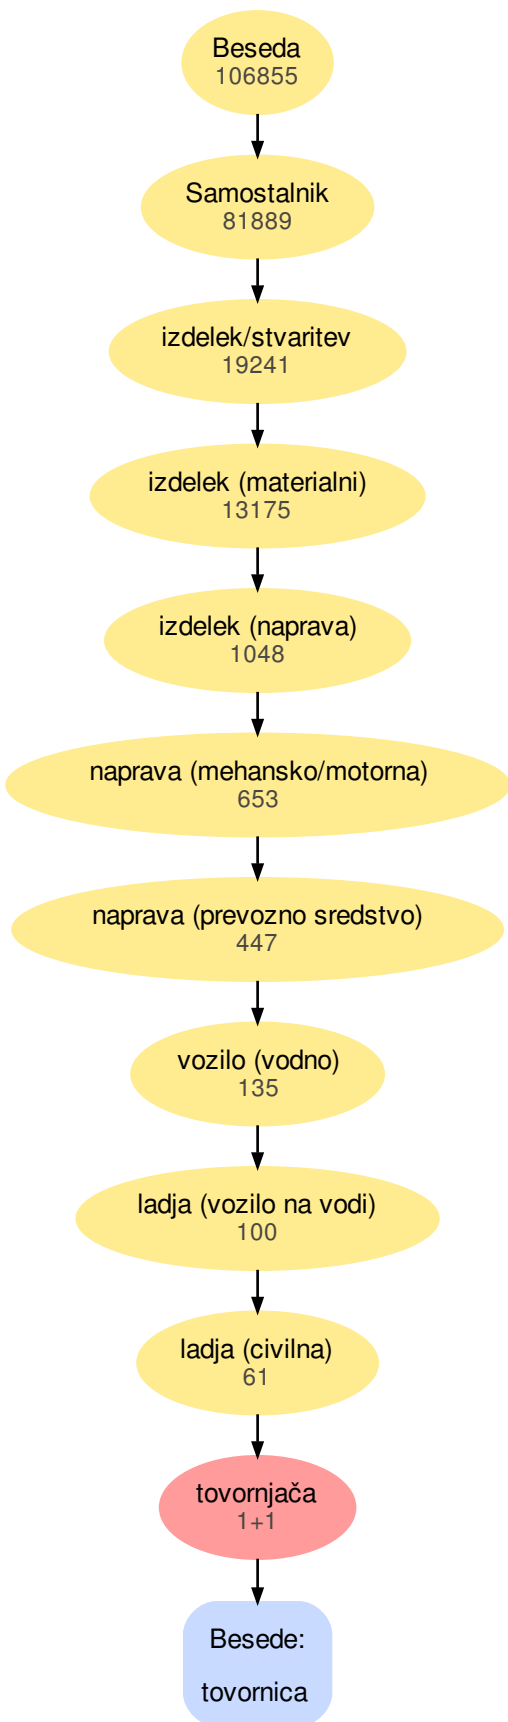 Beseda
106855
Samostalnik
81889
izdelek/stvaritev
19241
izdelek (materialni)
13175
izdelek (naprava)
1048
naprava (mehansko/motorna)
653
naprava (prevozno sredstvo)
447
vozilo (vodno)
135
ladja (vozilo na vodi)
100
ladja (civilna)
61
tovornjača
1+1
Besede:
tovornica